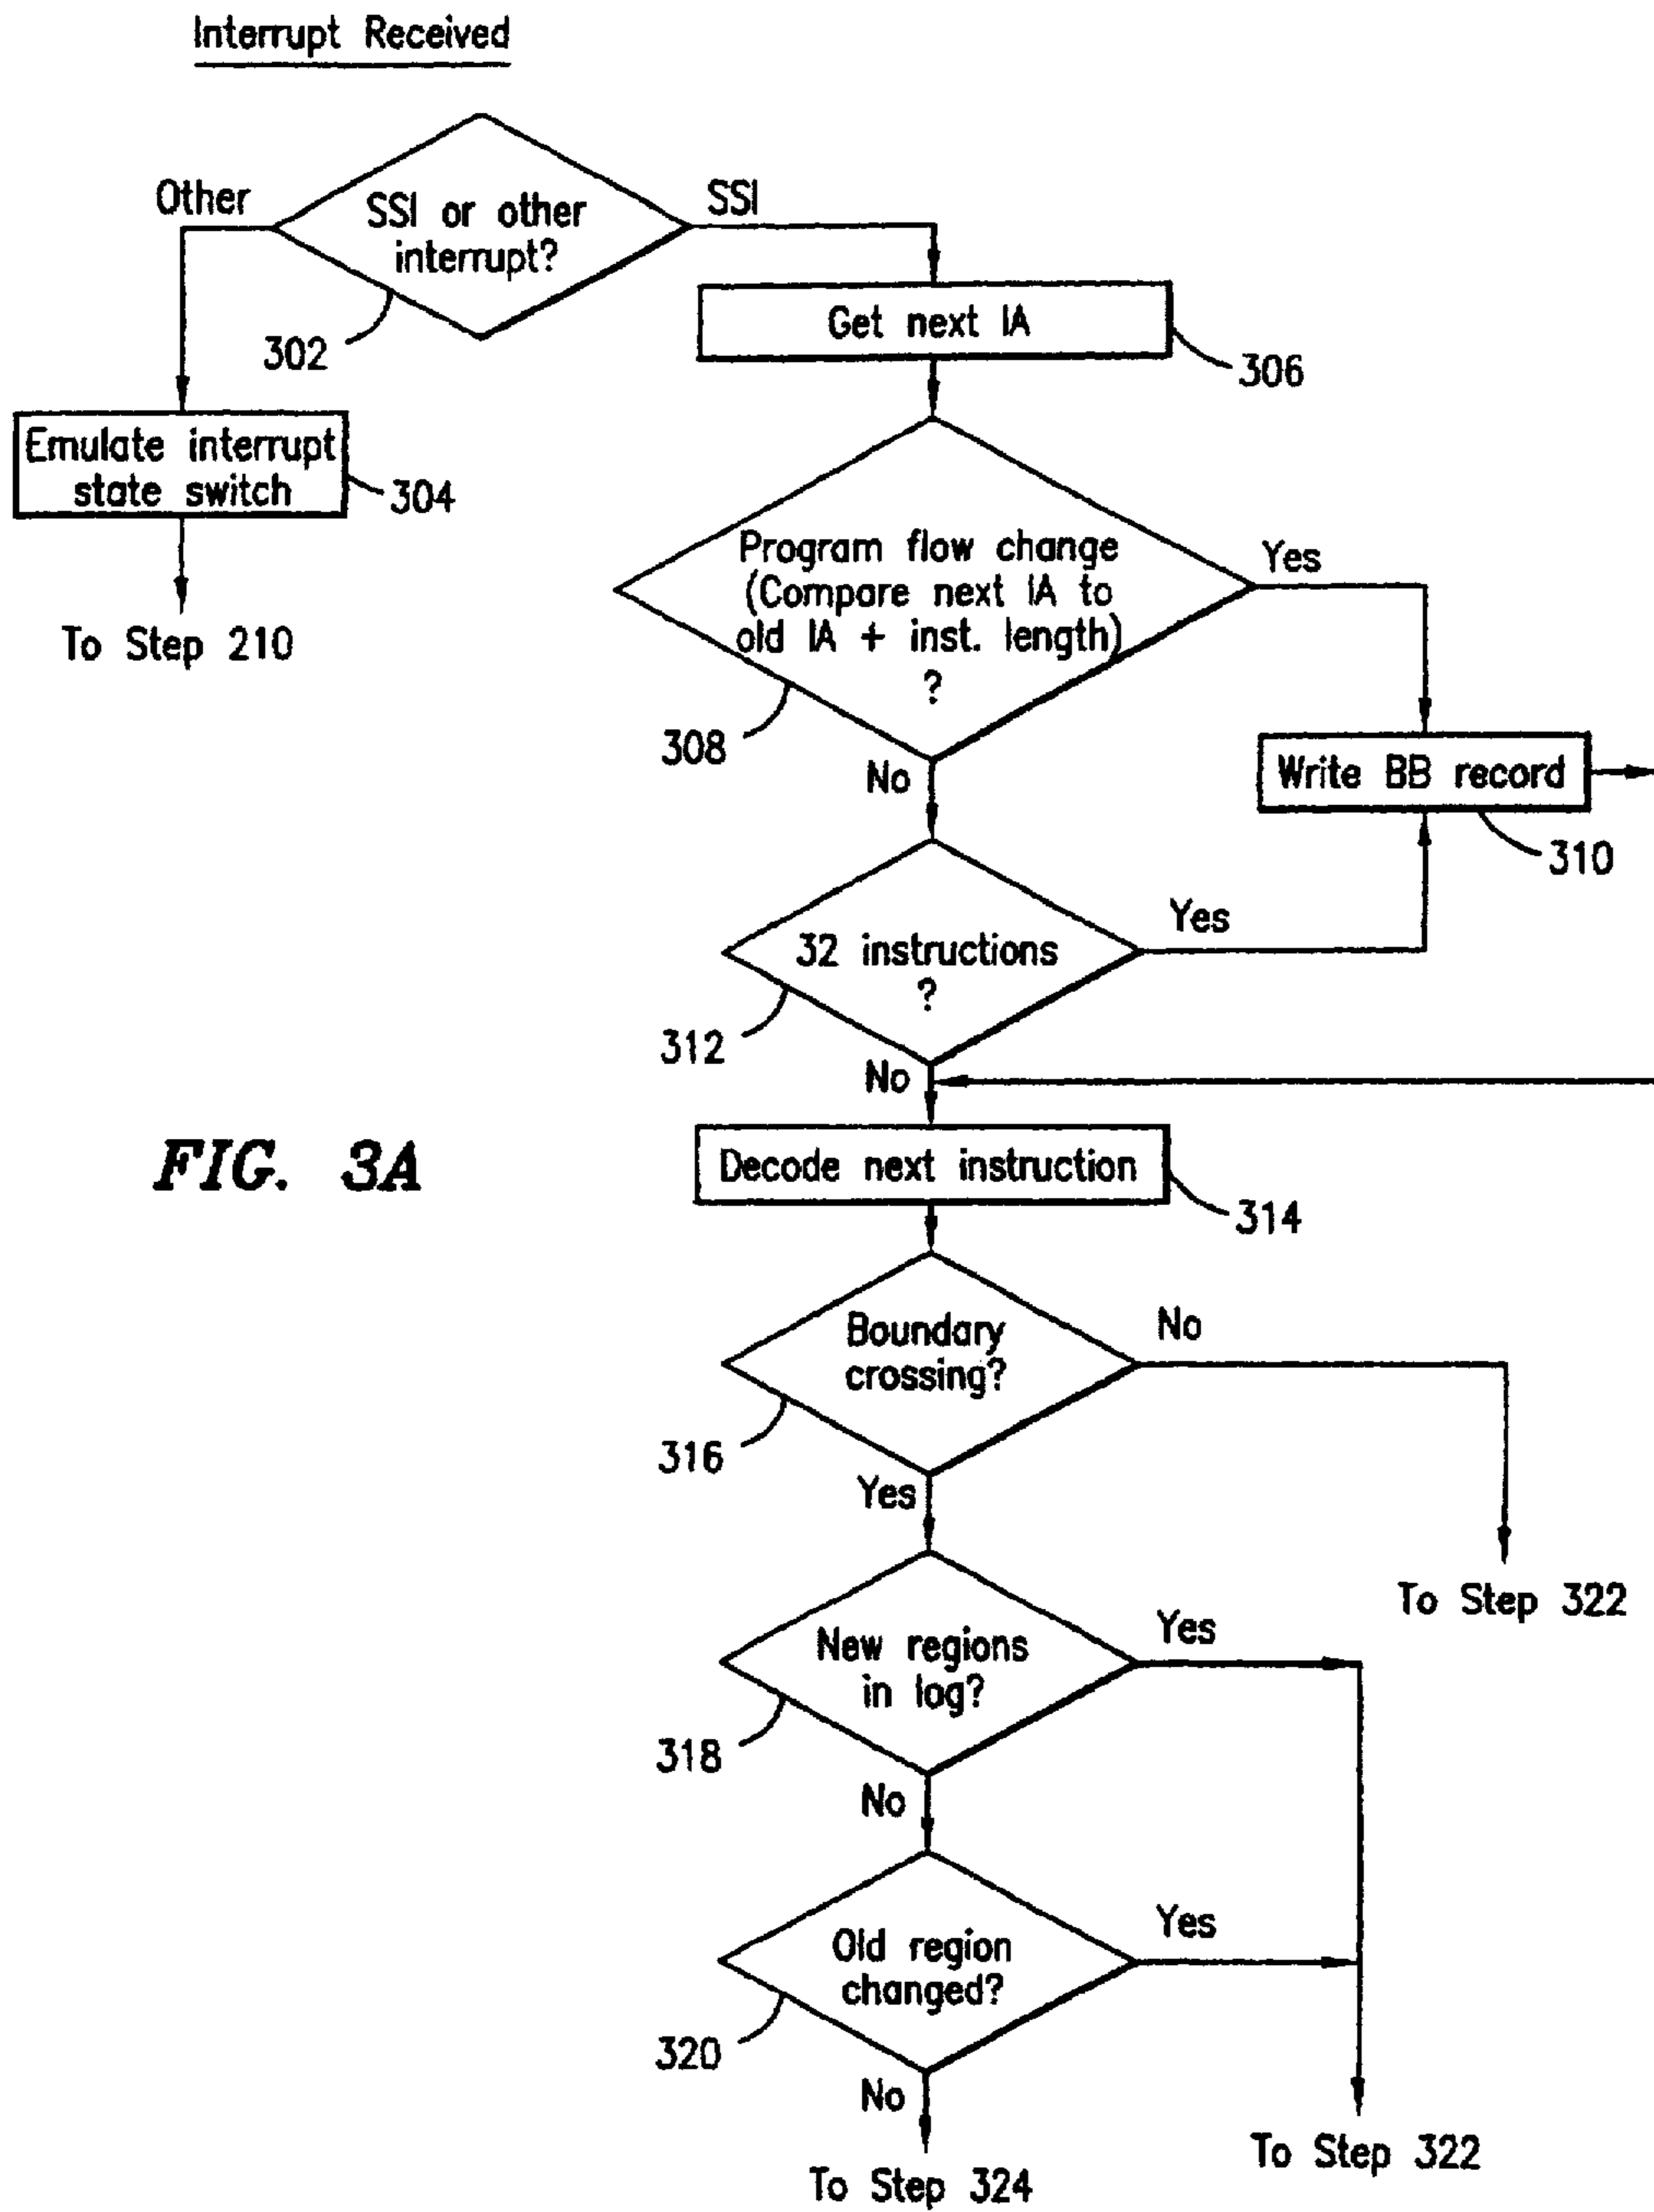 Interrupt Received
Other
SSI or other
interrupt?
SSI
302
Get next IA
306
Emulate interrupt
state switch
304
To Step 210
Program flow change
(Compare next IA to
old IA + inst. length)
?
Yes
308
No
Write BB record
310
32 instructions
?
Yes
312
No
FIG. 3A
Decode next instruction
314
Boundary
crossing?
No
316
Yes
To Step 322
New regions
in log?
Yes
318
No
Old region
changed?
Yes
320
No
To Step 322
To Step 324